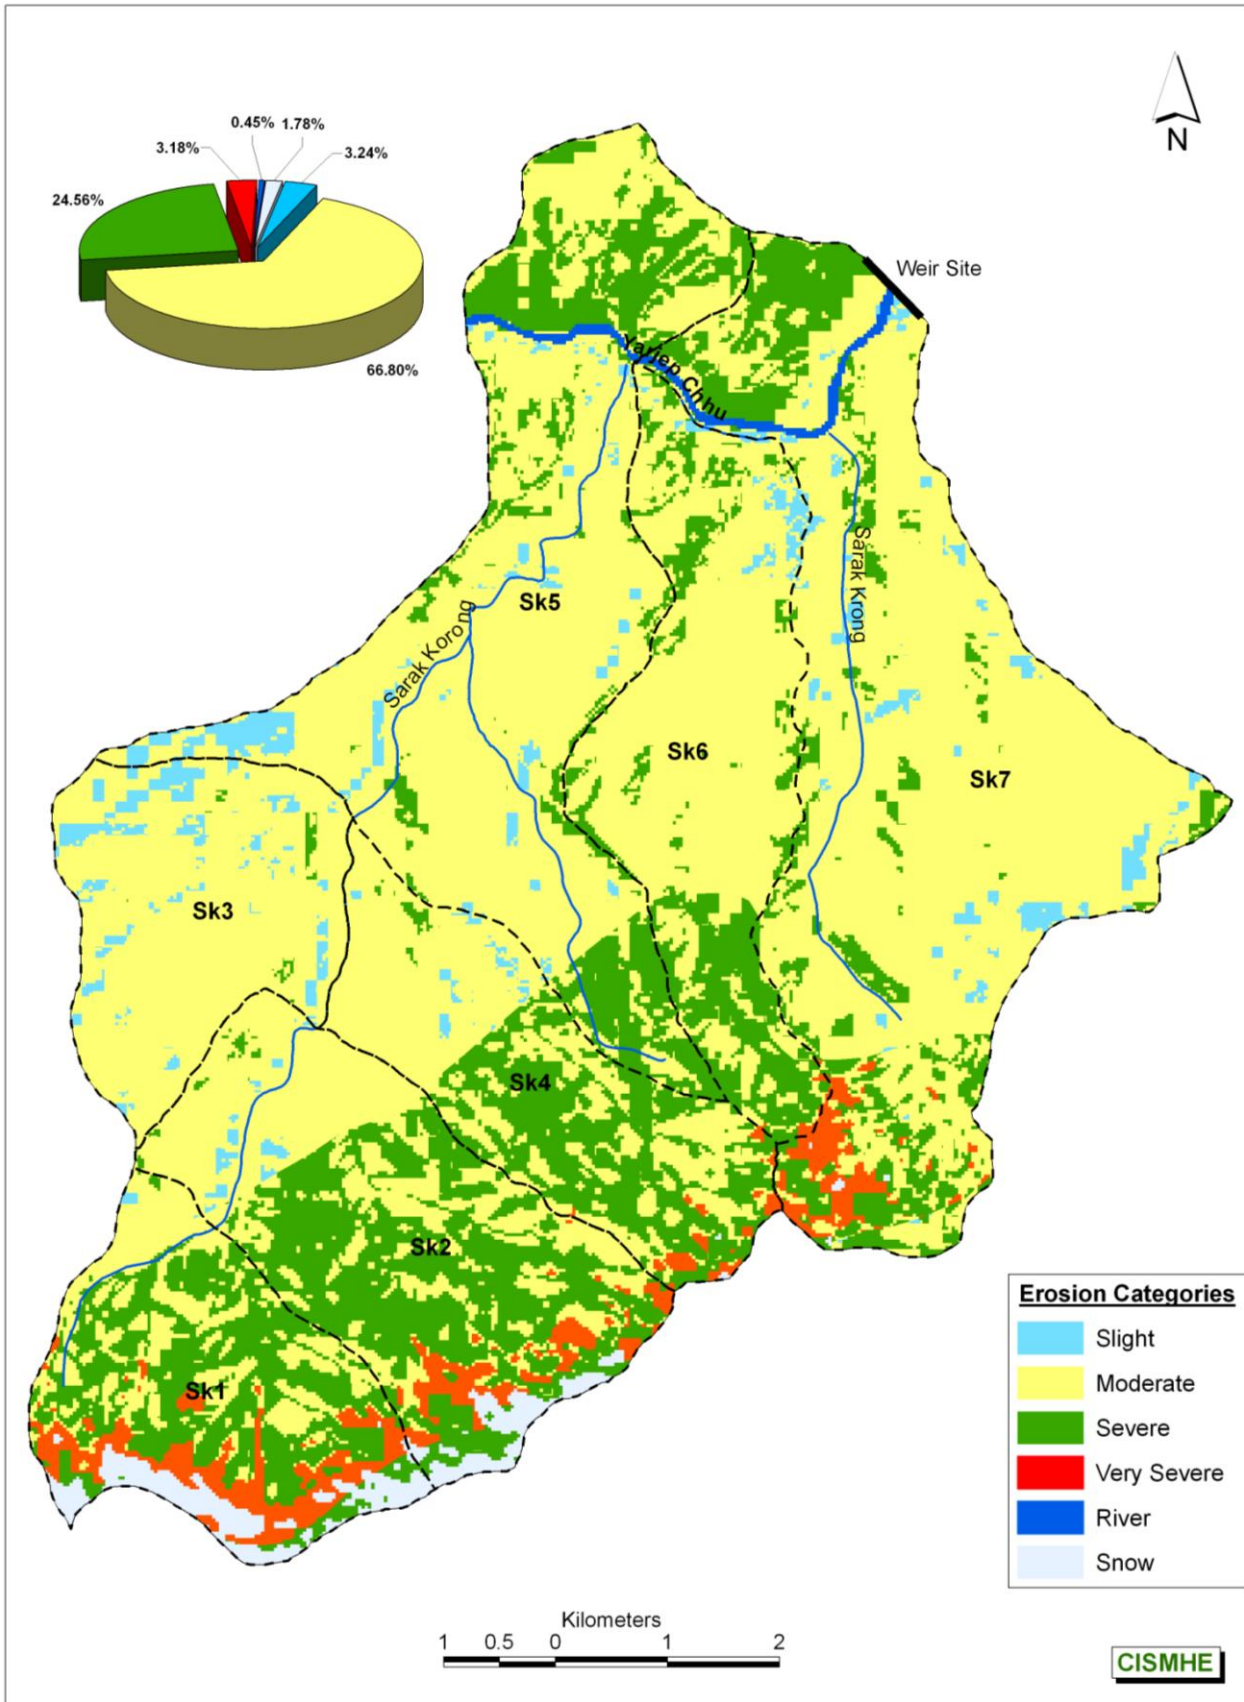 0.45%
1.78%
3.18%
3.24%
24.56%
66.80%
N
Weir Site
Yarjep Chhu
Sk5
Sarak Korong
Sarak Krong
Sk6
Sk7
Sk3
Sk4
Sk2
Sk1
Erosion Categories
Slight
Moderate
Severe
Very Severe
River
Snow
Kilometers
1 0.5 0 1 2
CISMHE